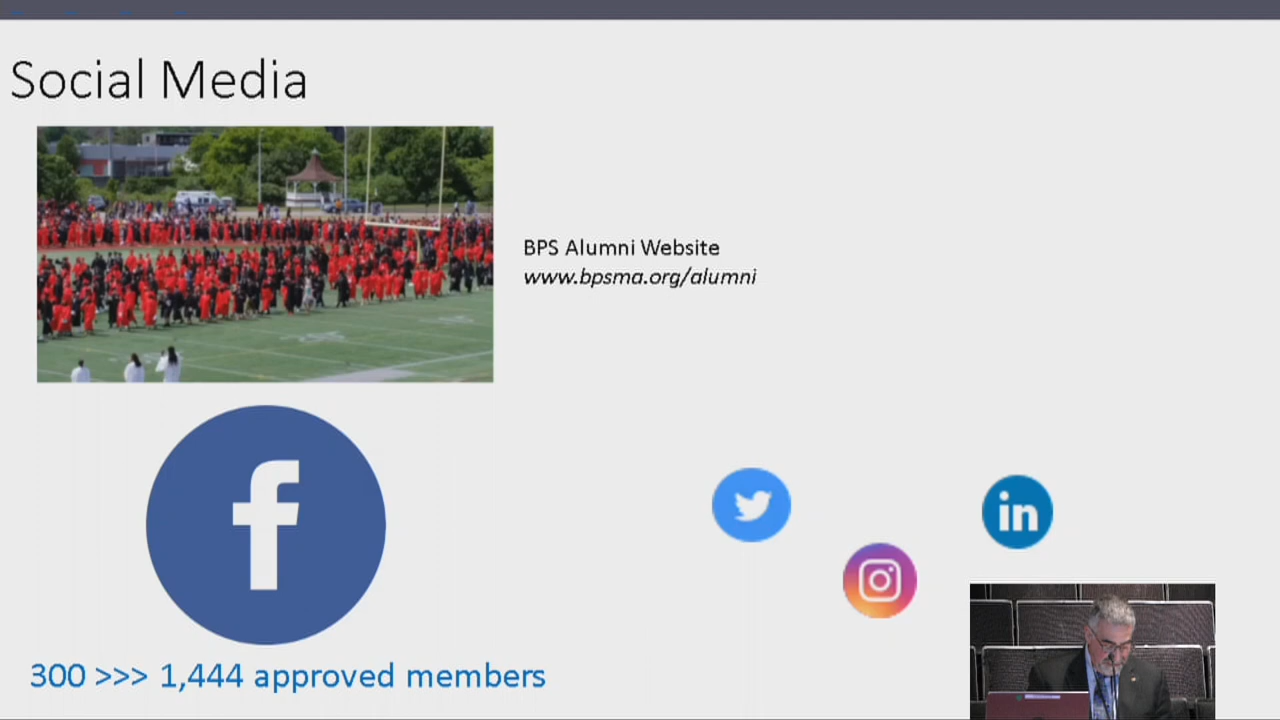 Social Media
BPS Alumni Website
www.bpsma.org/alumni
f
in
300 >>> 1,444 approved members